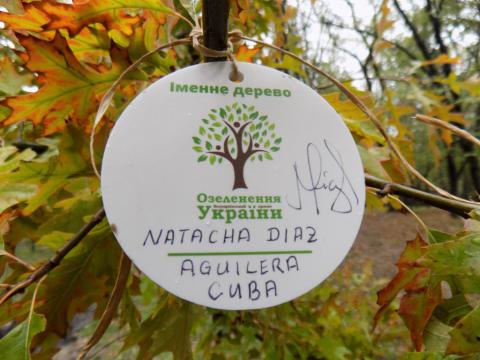 Іменне дерево
Озеленення
України
NATACHA DIAZ
AGUILERA
CUBA